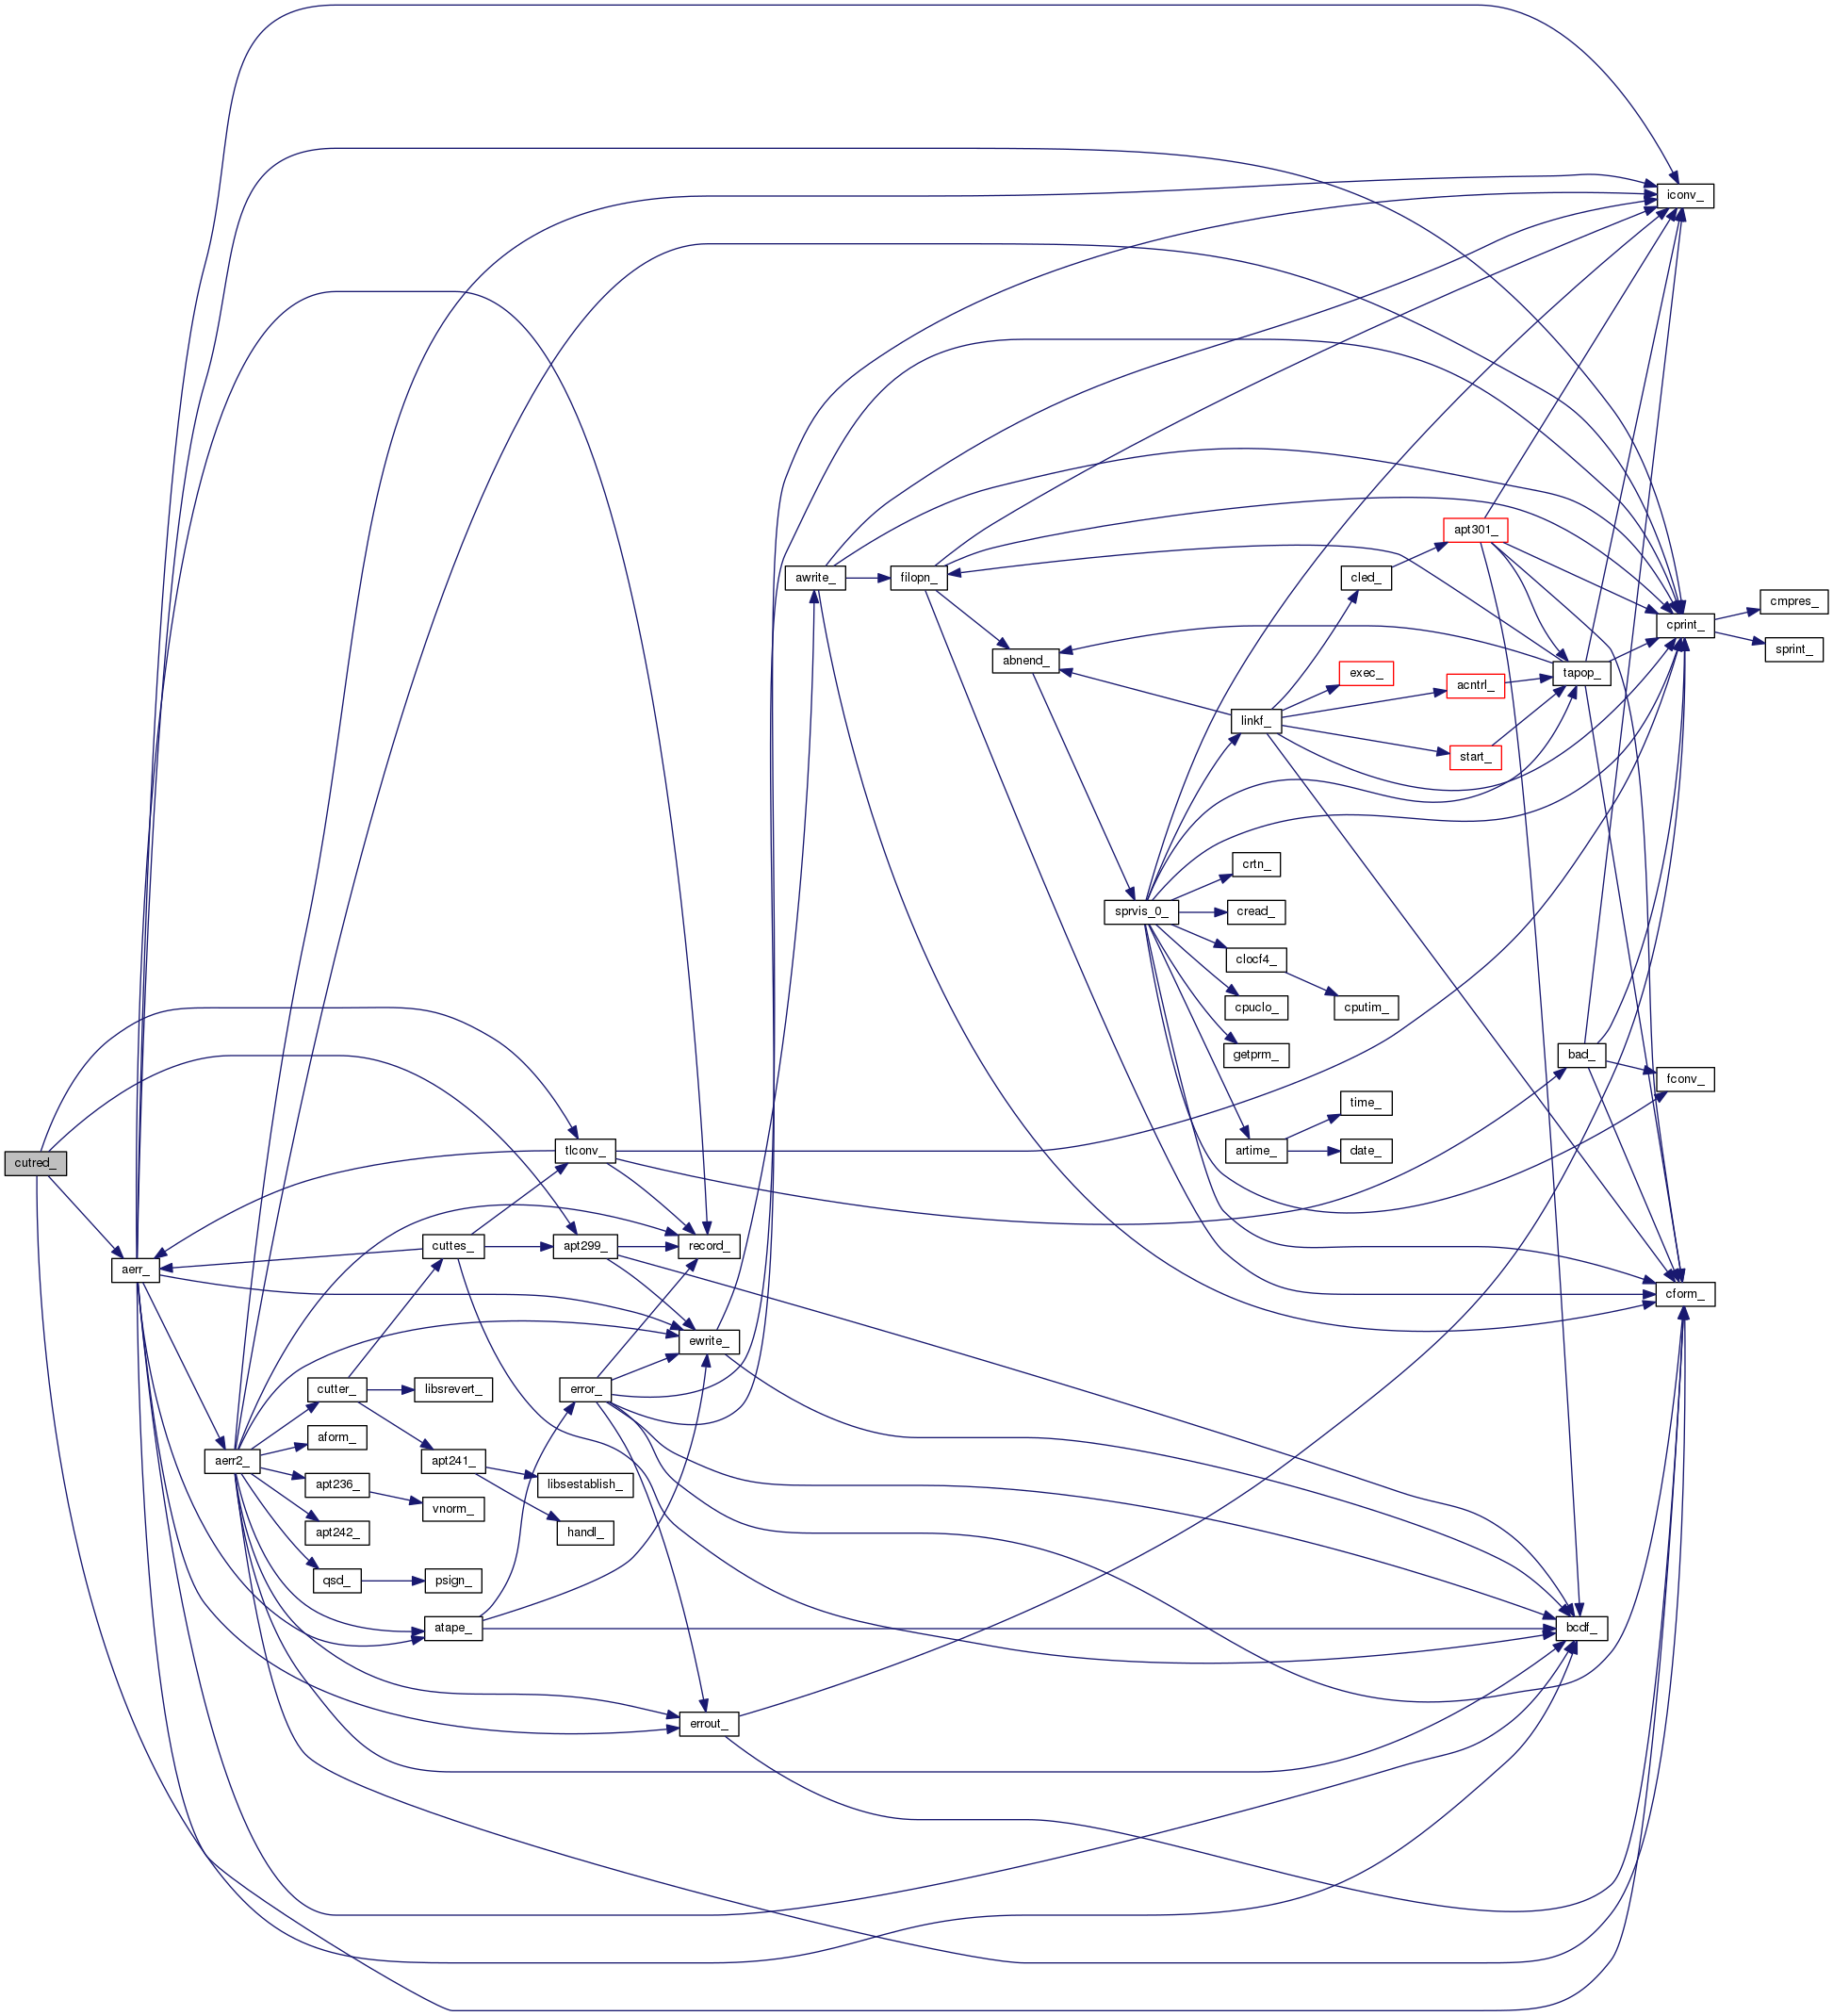 iconv_
cmpres_
cprint_
sprint_
apt301_
awrite_
filopn_
cled_
abnend_
exec_
tapop_
acntrl_
linkf_
start_
crtn_
sprvis_0_
cread_
clocf4_
cpuclo_
cputim_
getprm_
bad_
fconv_
time_
artime_
date_
cutred_
tlconv_
aerr_
cuttes_
apt299_
record_
cform_
ewrite_
cutter_
libsrevert_
error_
aform_
aerr2_
apt241_
apt236_
libsestablish_
vnorm_
apt242_
handl_
qsd_
psign_
atape_
bcdf_
errout_